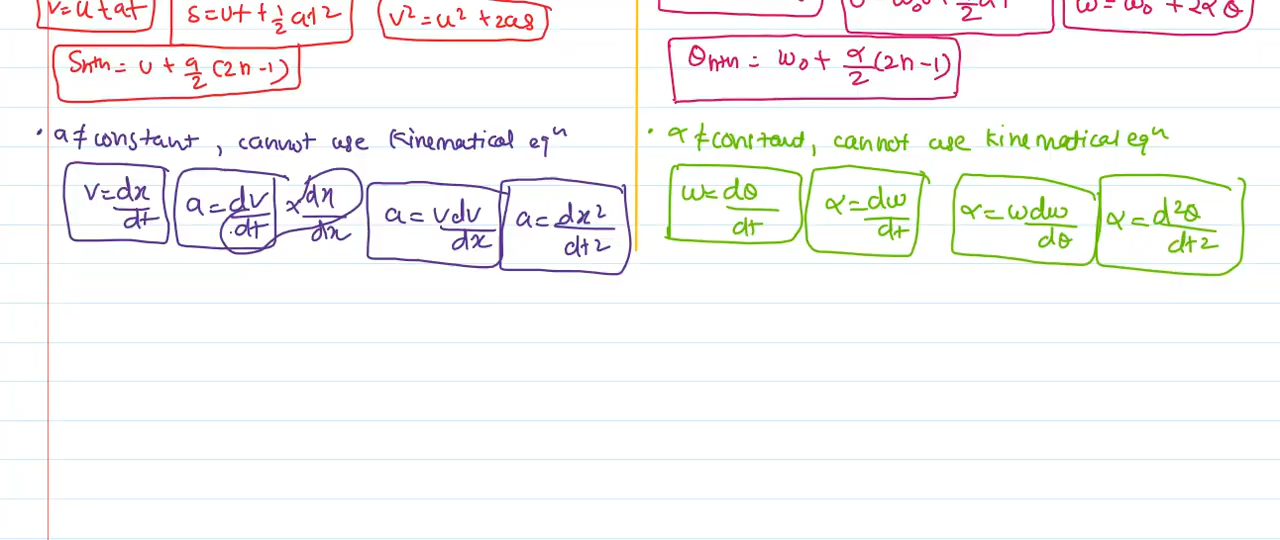 v=u+at s=ut+½at2 v²=u²+2as
Snth = u + a/2 (2n-1)
θnth = ω0 + α/2 (2n-1)
· a≠constant, cannot use Kinematical eqn
· α≠constant, cannot use Kinematical eqn
v=dx/dt a=dv/dt × dx/dx a=vdv/dx a=dx2/dt2
ω=dθ/dt α=dω/dt α=ωdω/dθ α=d²θ/dt2